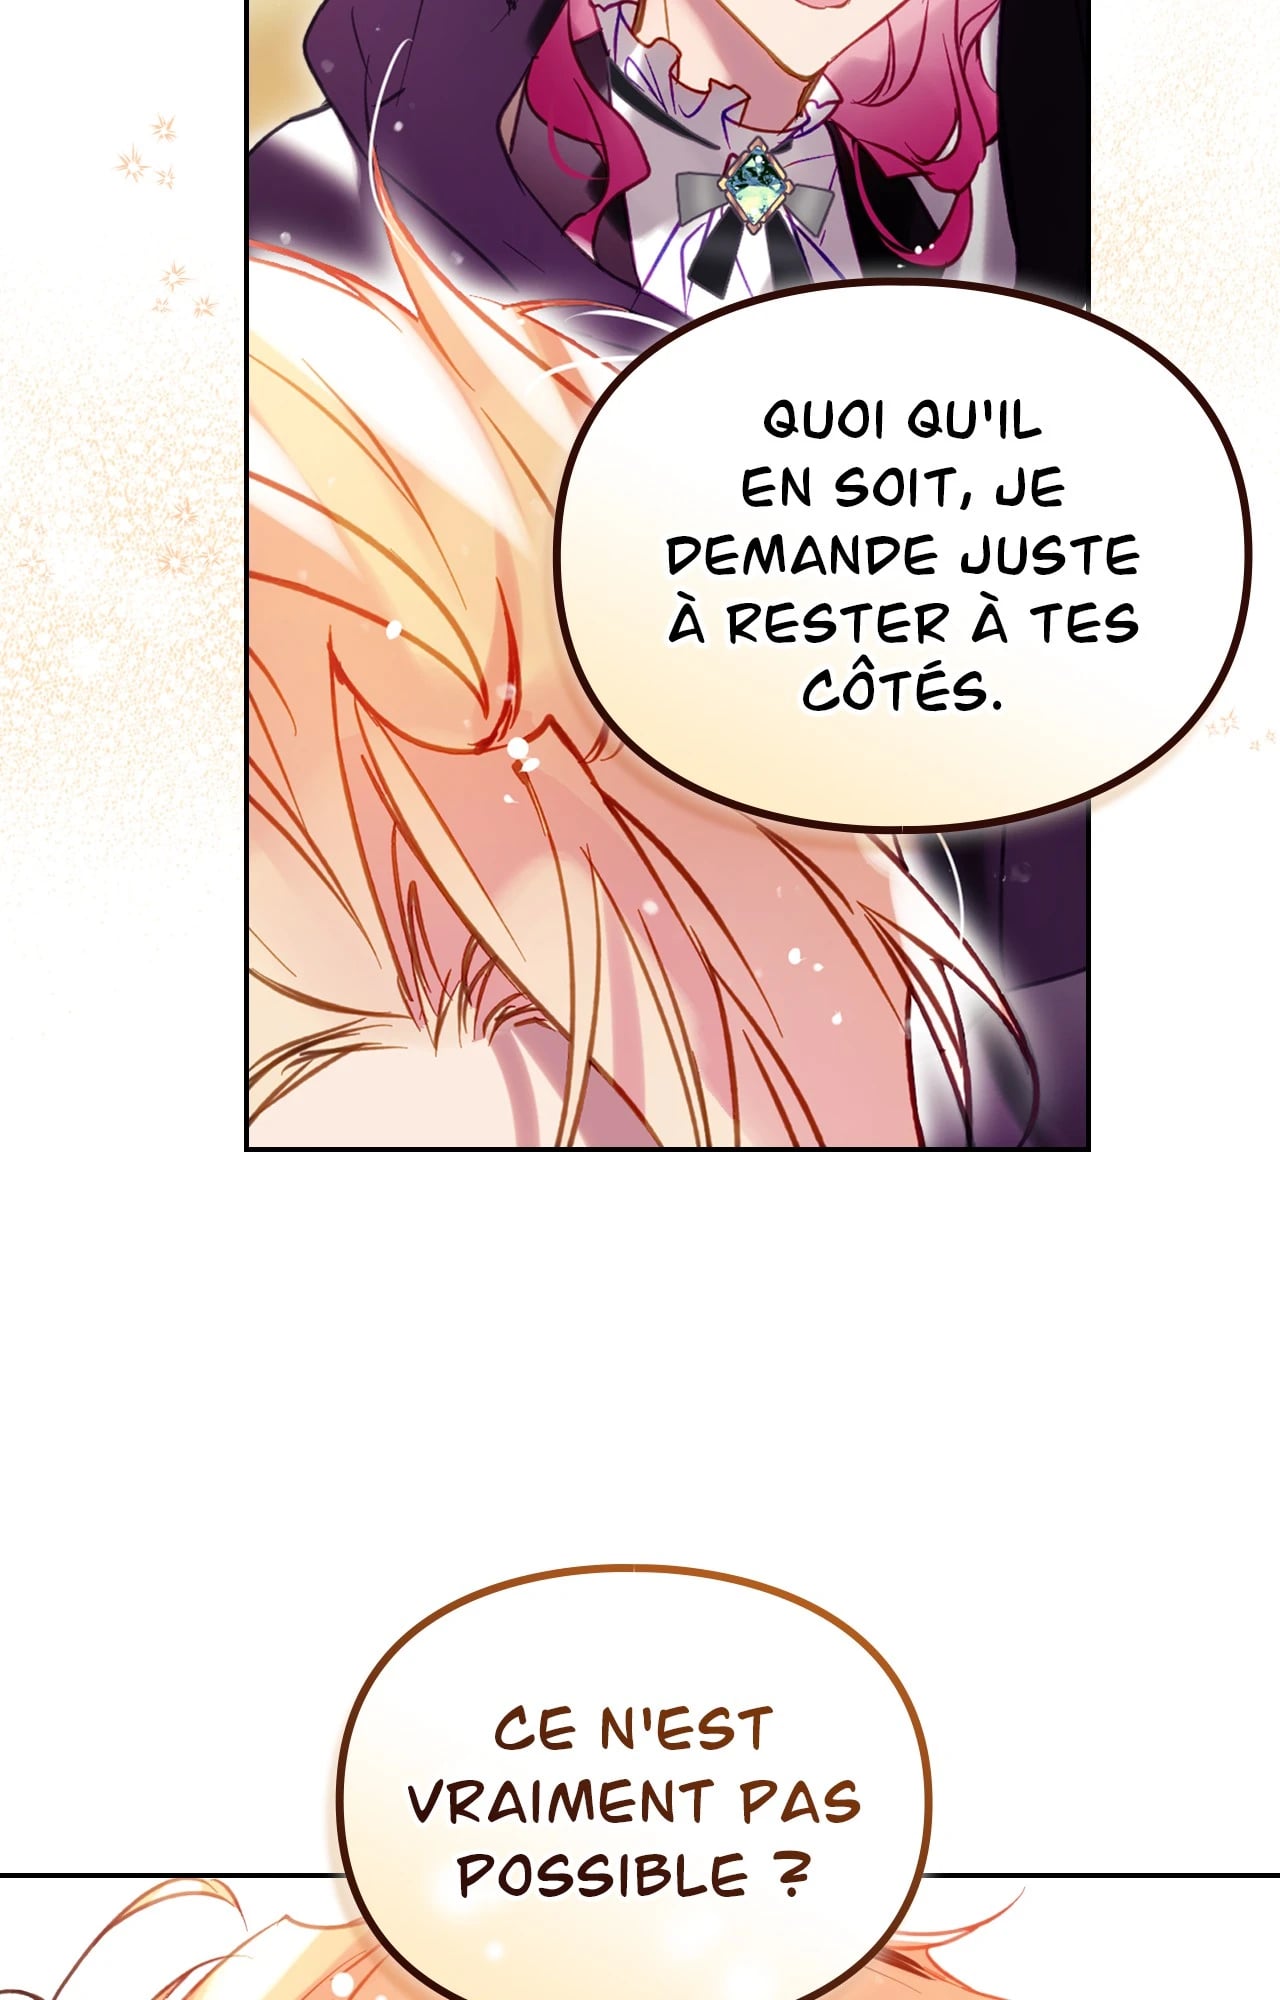 QUOI QU'IL
EN SOIT, JE
DEMANDE JUSTE
À RESTER À TES
CÔTÉS.
CE N'EST
VRAIMENT PAS
POSSIBLE ?